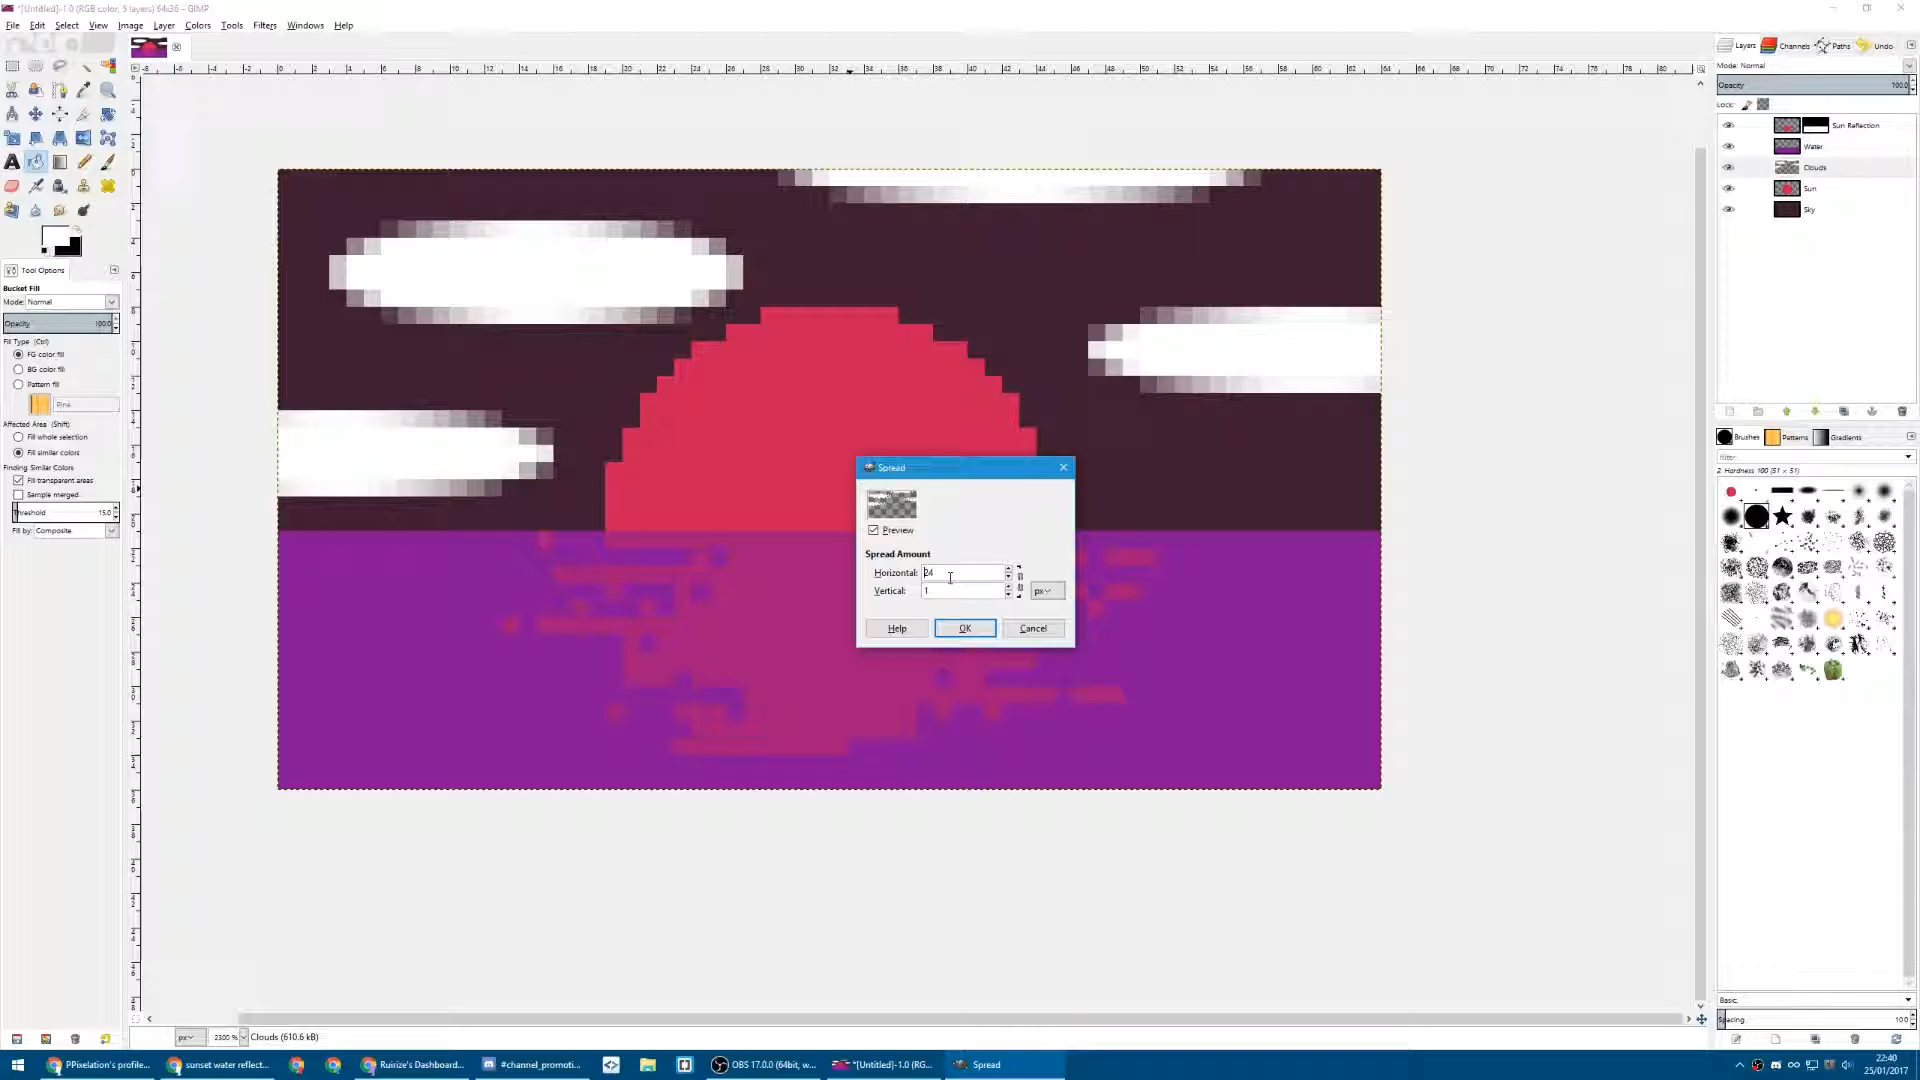 *[Untitled]-1.0 (RGB color, 5 layers) 64x36 – GIMP
File Edit Select View Image Layer Colors Tools Filters Windows Help
Layers Channels Paths Undo
Mode: Normal
Opacity 100.0
Lock:
Sun Reflection
Water
Clouds
Sun
Sky
Tool Options
Bucket Fill
Mode: Normal
Opacity 100.0
Fill Type (Ctrl)
FG color fill
BG color fill
Pattern fill
Pine
Affected Area (Shift)
Fill whole selection
Fill similar colors
Finding Similar Colors
Fill transparent areas
Sample merged
Threshold 15.0
Fill by: Composite
Spread
Preview
Spread Amount
Horizontal: 24
Vertical: 1
px
Help OK Cancel
Brushes Patterns Gradients
filter
2. Hardness 100 (51 × 51)
Basic,
Spacing 10.0
px 2300 % Clouds (610.6 kB)
PPixelation's profile...
sunset water reflect...
Ruirize's Dashboard...
#channel_promoti...
OBS 17.0.0 (64bit, w...
*[Untitled]-1.0 (RG...
Spread
22:40
25/01/2017